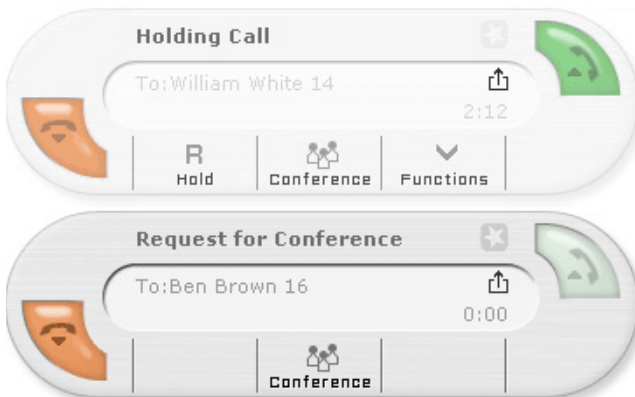 Holding Call
To:William White 14
2:12
R
Hold Conference Functions
Request for Conference
To:Ben Brown 16
0:00
Conference